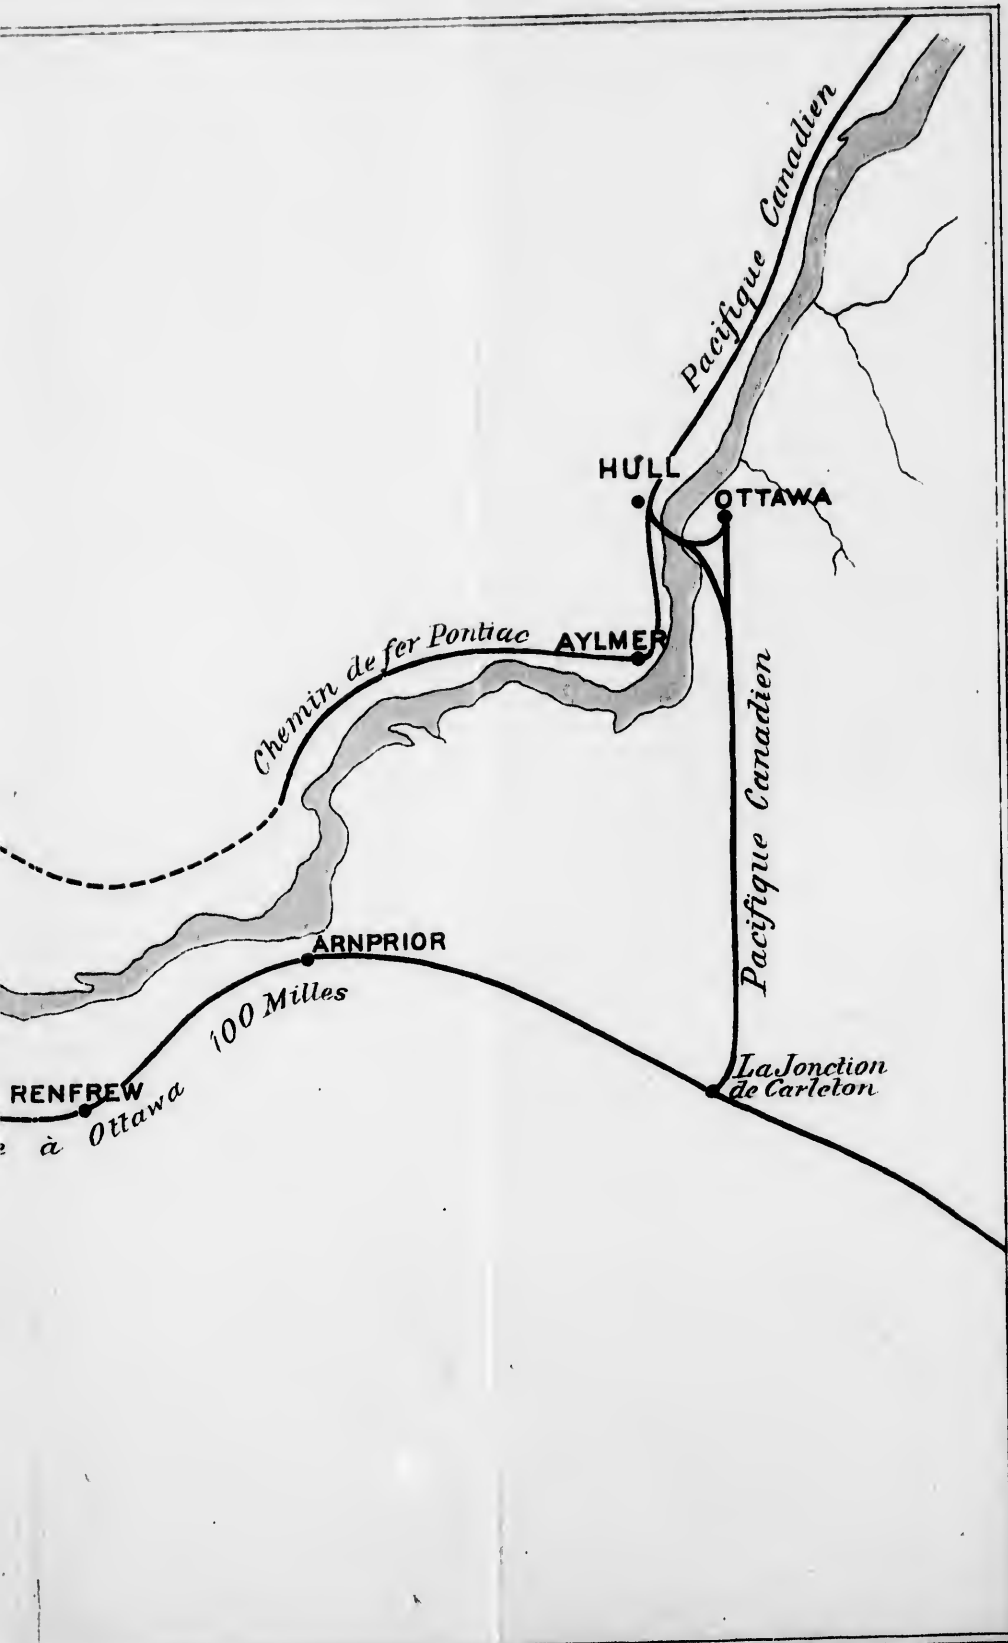 Pacifique Canadien
HULL
OTTAWA
Chemin de fer Pontiac
AYLMER
Pacifique Canadien
ARNPRIOR
100 Milles
La Jonction
de Carleton
RENFREW
à Ottawa